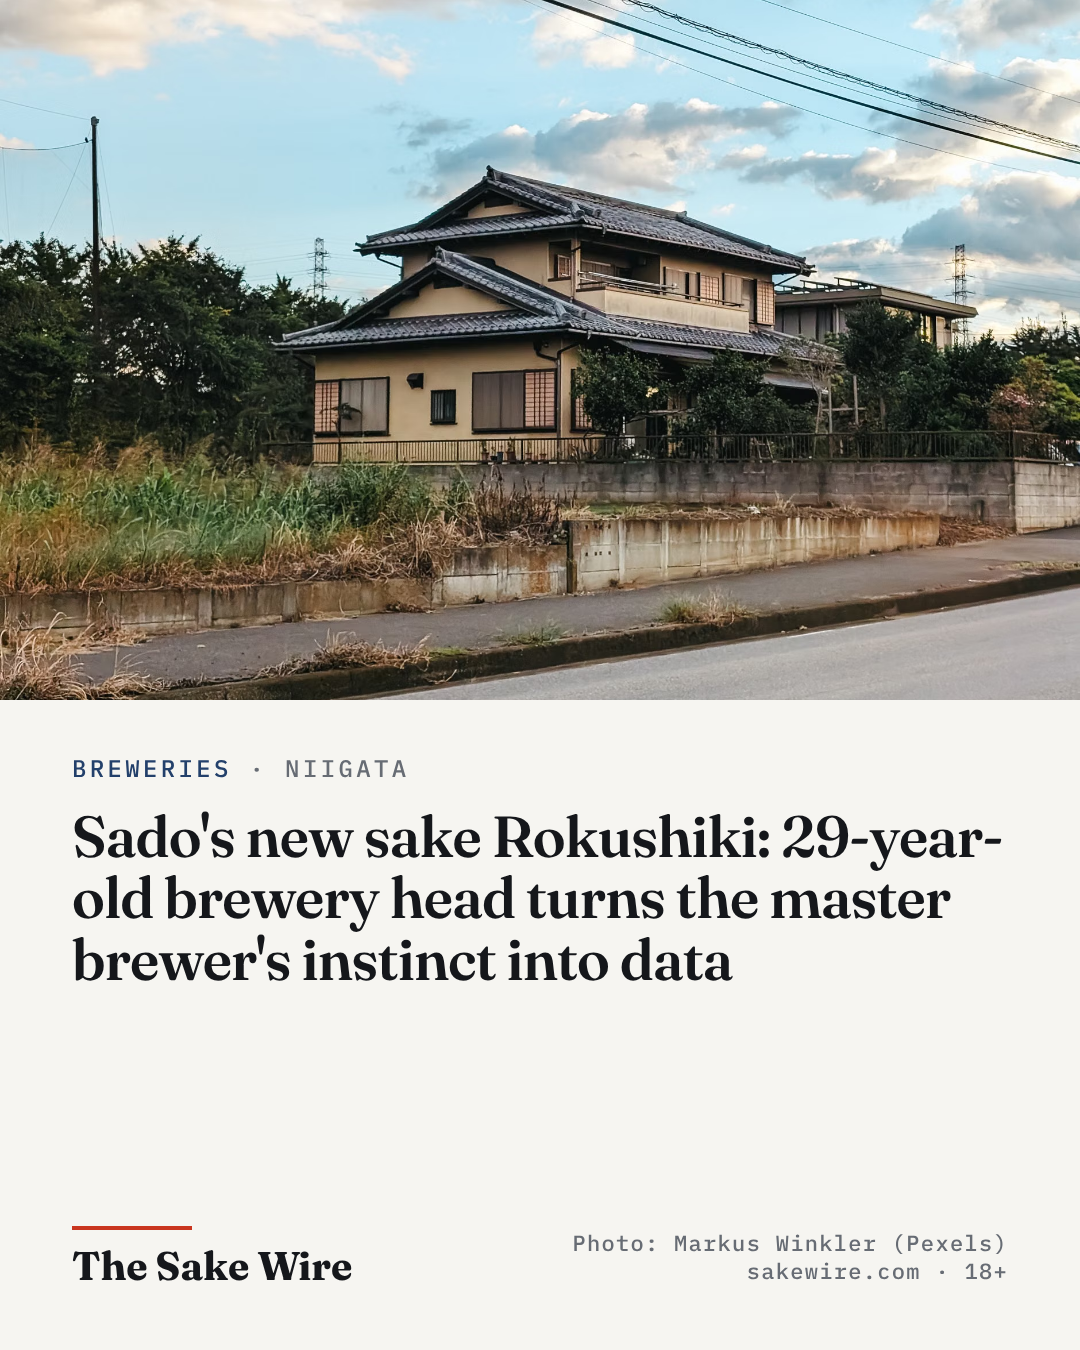 BREWERIES · NIIGATA
Sado's new sake Rokushiki: 29-year-
old brewery head turns the master
brewer's instinct into data
The Sake Wire
Photo: Markus Winkler (Pexels)
sakewire.com · 18+